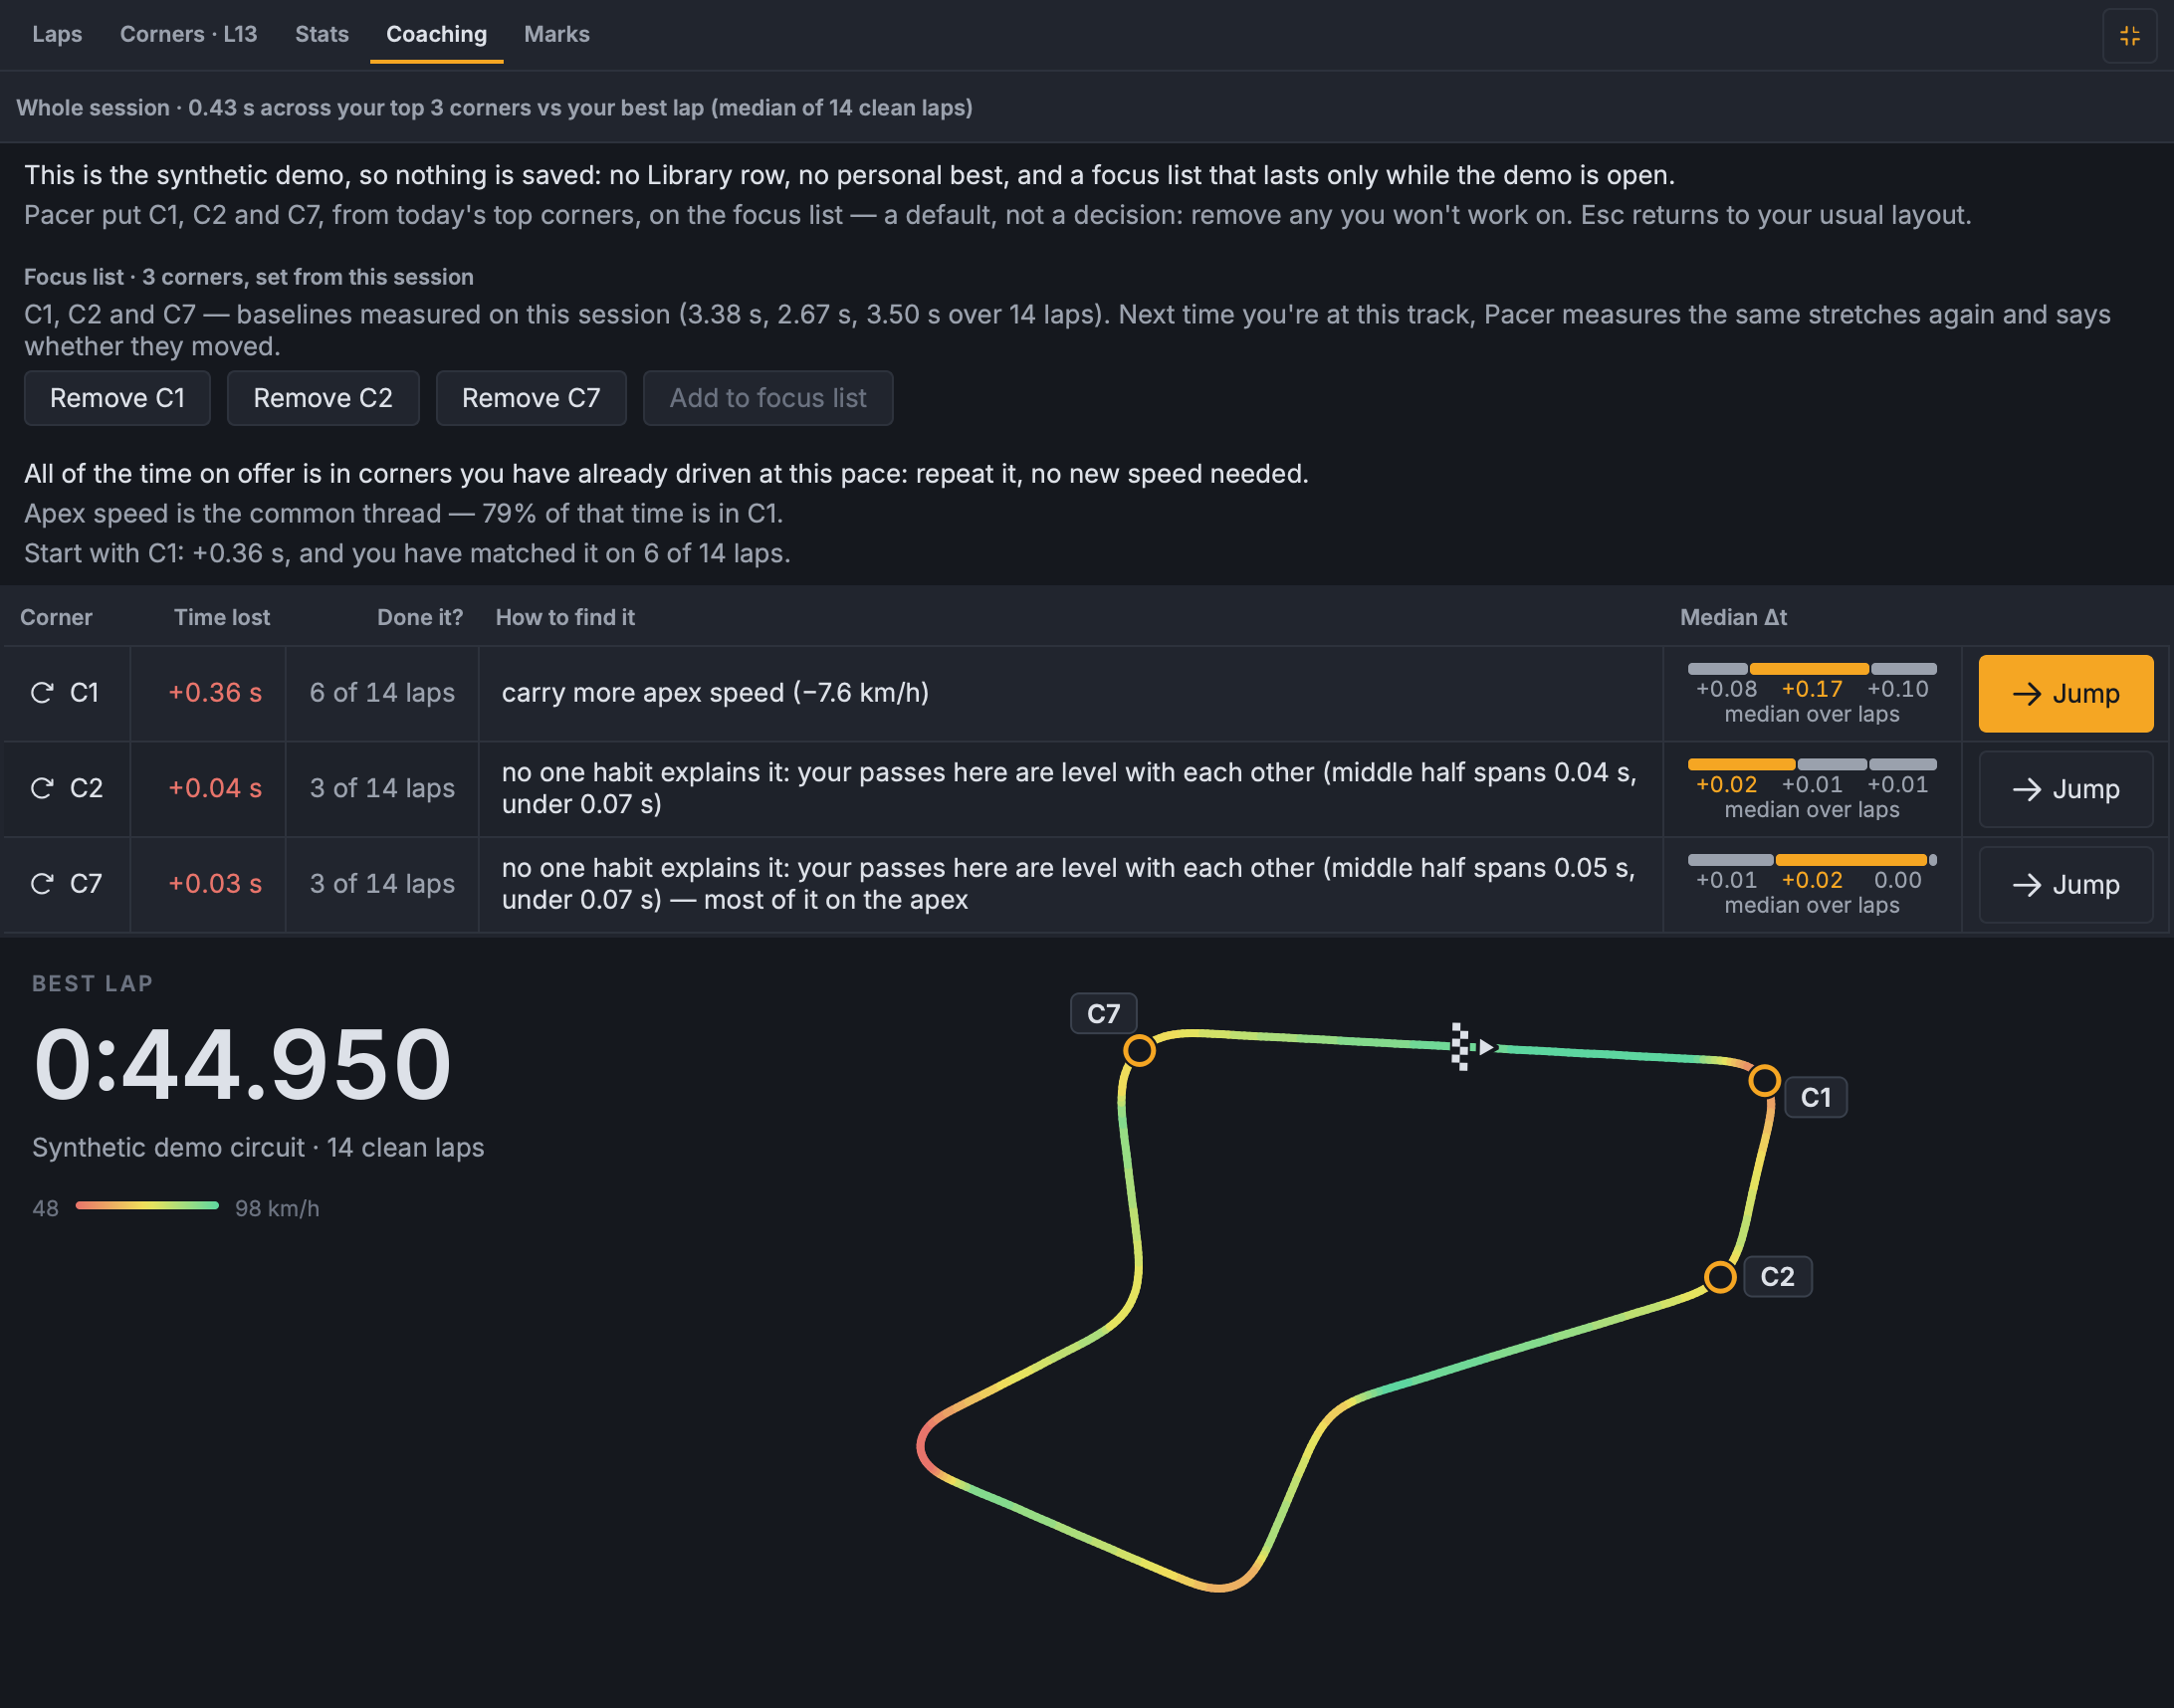 Laps Corners · L13 Stats Coaching Marks
Whole session · 0.43 s across your top 3 corners vs your best lap (median of 14 clean laps)
This is the synthetic demo, so nothing is saved: no Library row, no personal best, and a focus list that lasts only while the demo is open.
Pacer put C1, C2 and C7, from today's top corners, on the focus list — a default, not a decision: remove any you won't work on. Esc returns to your usual layout.
Focus list · 3 corners, set from this session
C1, C2 and C7 — baselines measured on this session (3.38 s, 2.67 s, 3.50 s over 14 laps). Next time you're at this track, Pacer measures the same stretches again and says
whether they moved.
Remove C1 Remove C2 Remove C7 Add to focus list
All of the time on offer is in corners you have already driven at this pace: repeat it, no new speed needed.
Apex speed is the common thread — 79% of that time is in C1.
Start with C1: +0.36 s, and you have matched it on 6 of 14 laps.
Corner Time lost Done it? How to find it Median Δt
C1 +0.36 s 6 of 14 laps carry more apex speed (−7.6 km/h) +0.08 +0.17 +0.10 → Jump
median over laps
C2 +0.04 s 3 of 14 laps no one habit explains it: your passes here are level with each other (middle half spans 0.04 s, +0.02 +0.01 +0.01 → Jump
under 0.07 s) median over laps
C7 +0.03 s 3 of 14 laps no one habit explains it: your passes here are level with each other (middle half spans 0.05 s, +0.01 +0.02 0.00 → Jump
under 0.07 s) — most of it on the apex median over laps
BEST LAP
0:44.950
Synthetic demo circuit · 14 clean laps
48 98 km/h
C7
C1
C2